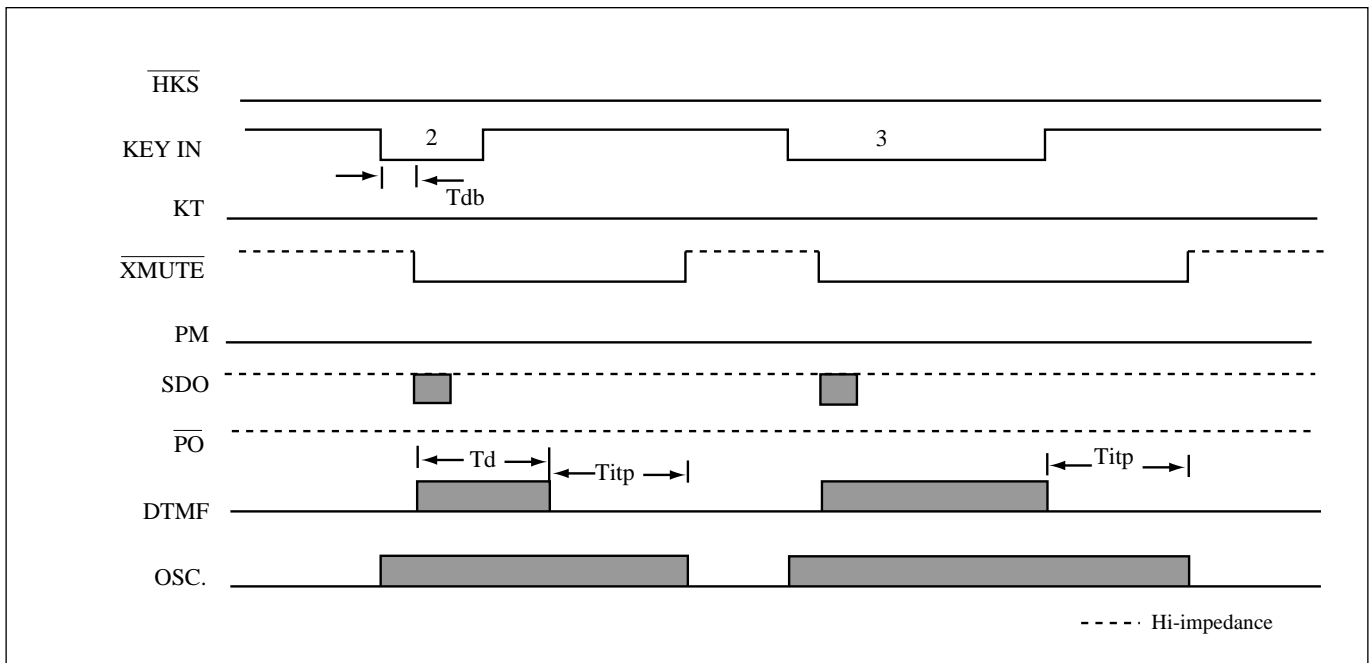 HKS
KEY IN
2
3
Tdb
KT
XMUTE
PM
SDO
PO
Td
Titp
Titp
DTMF
OSC.
Hi-impedance